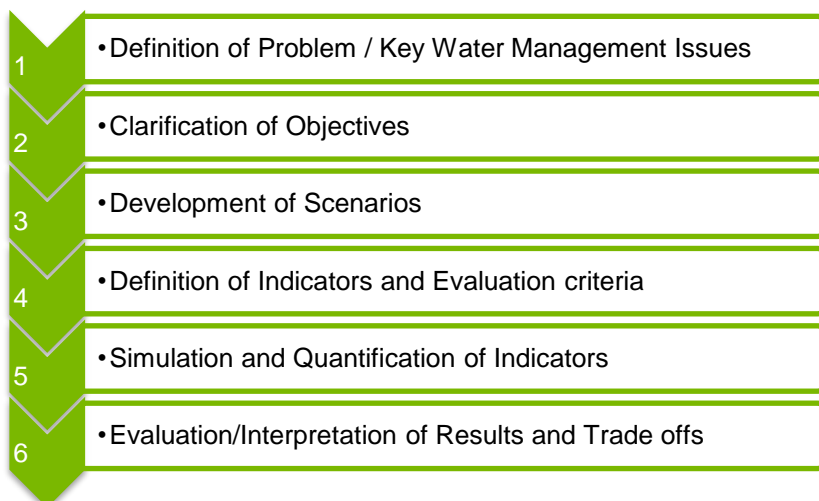 1 •Definition of Problem / Key Water Management Issues
2 •Clarification of Objectives
3 •Development of Scenarios
4 •Definition of Indicators and Evaluation criteria
5 •Simulation and Quantification of Indicators
6 •Evaluation/Interpretation of Results and Trade offs